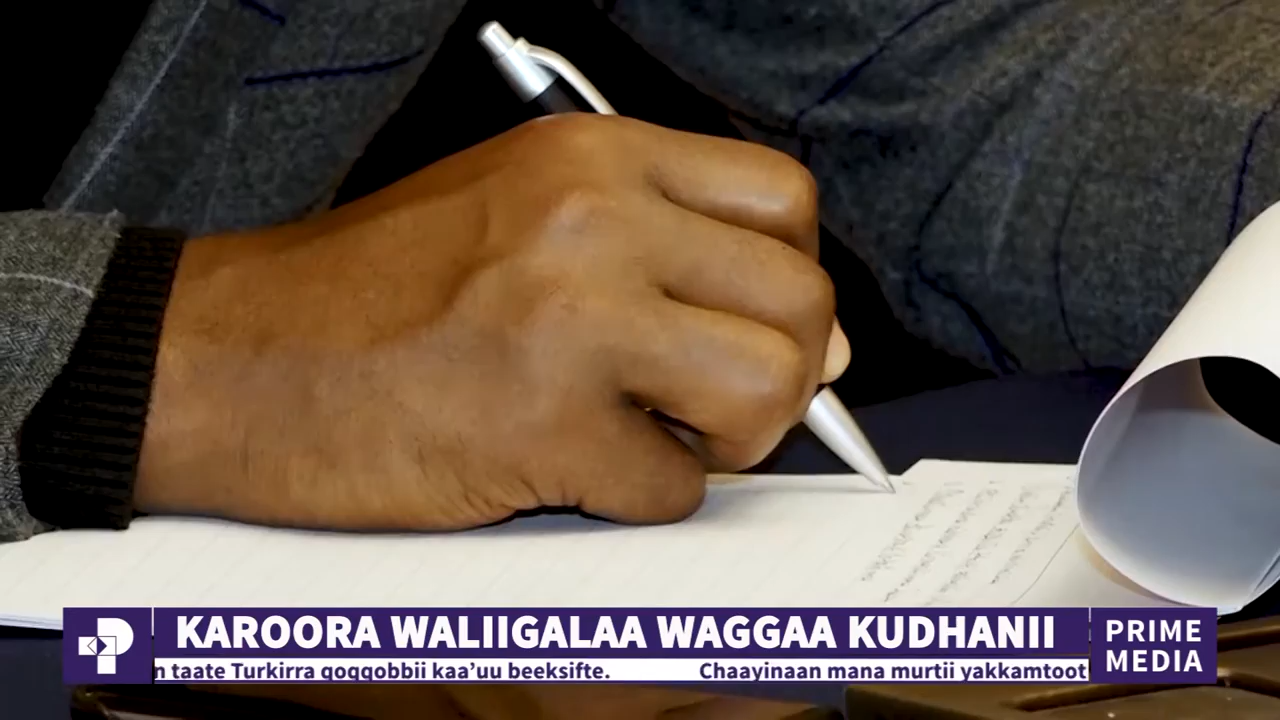 KAROORA WALIIGALAA WAGGAA KUDHANII
PRIME
MEDIA
n taate Turkirra qoqqobbii kaa’uu beeksifte. Chaayinaan mana murtii yakkamtoot